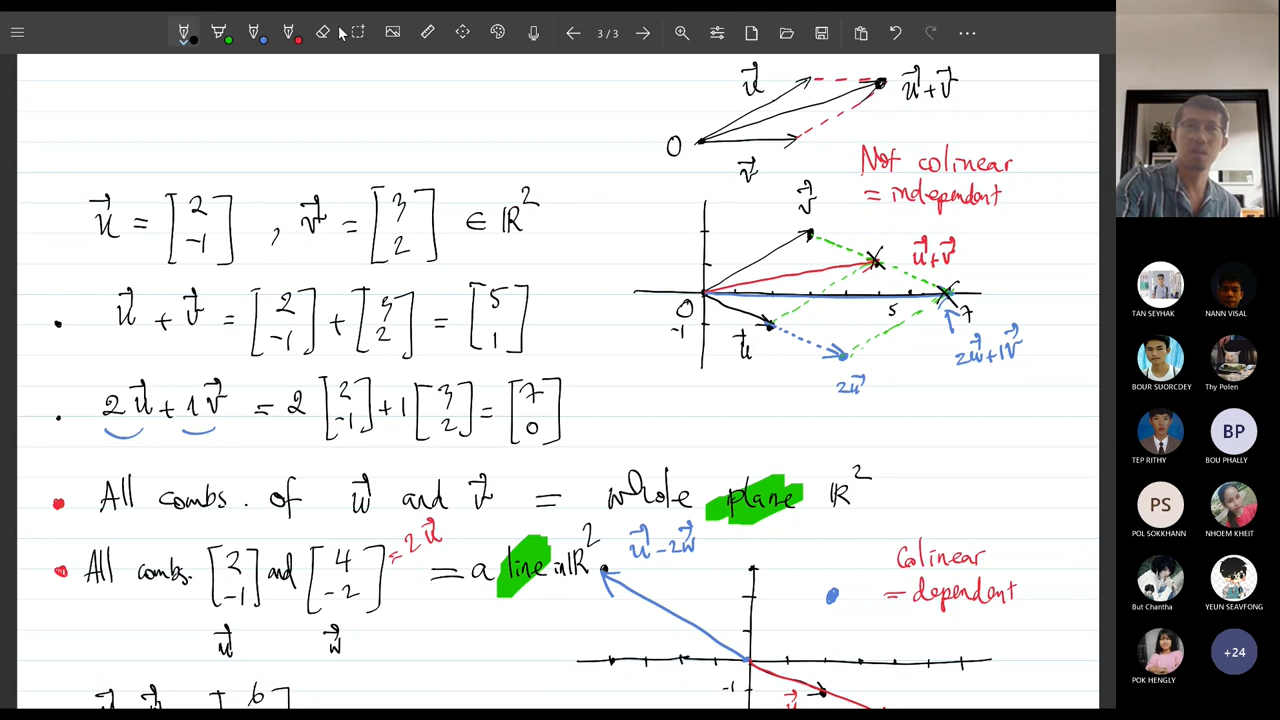 3 / 3
u⃗ u⃗+v⃗
O
v⃗
Not colinear
= independent
u⃗ = [2 -1] , v⃗ = [3 2] ∈ ℝ²
• u⃗ + v⃗ = [2 -1] + [3 2] = [5 1]
• 2u⃗ + 1v⃗ = 2 [2 -1] + 1 [3 2] = [7 0]
v⃗
u⃗+v⃗
O 5 7
-1
u⃗
2u⃗
2u⃗+1v⃗
• All combs. of u⃗ and v⃗ = whole plane ℝ²
• All combs. [2 -1] and [4 -2] = 2u⃗ = a line in ℝ²
u⃗ w⃗
u⃗-2w⃗
Colinear
= dependent
-1
u⃗
TAN SEYHAK
NANN VISAL
BOUR SUORCDEY
Thy Polen
TEP RITHY
BP
BOU PHALLY
PS
POL SOKKHANN
NHOEM KHEIT
But Chantha
YEUN SEAVFONG
POK HENGLY
+24